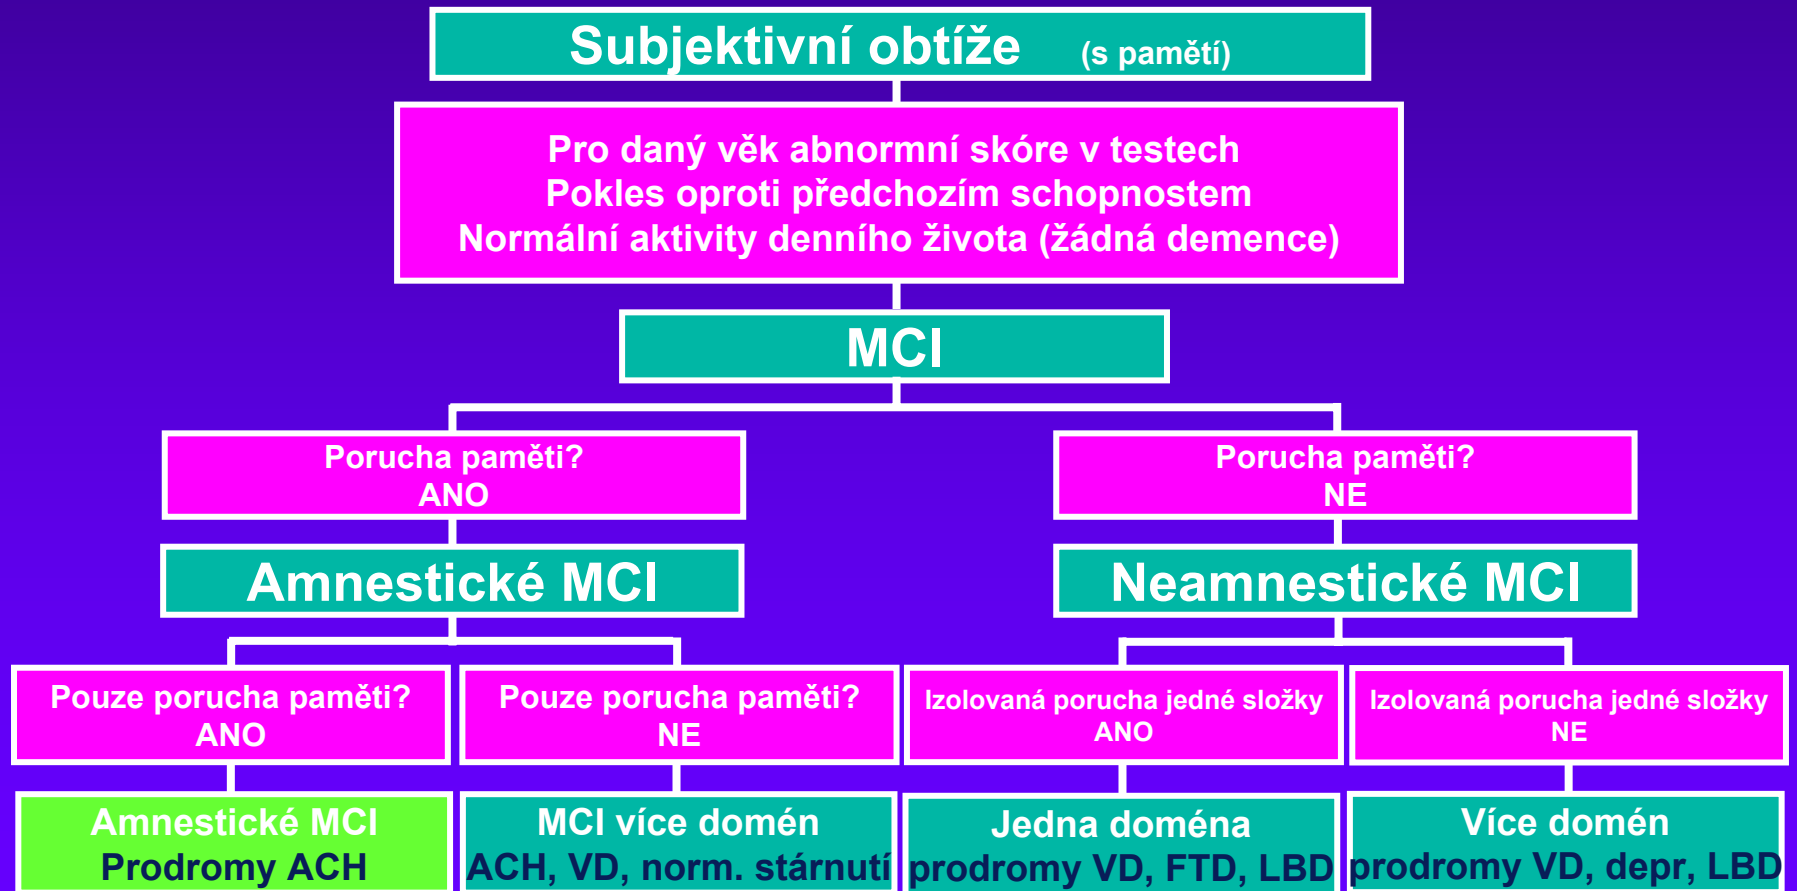 Subjektivní obtíže (s pamětí)
Pro daný věk abnormní skóre v testech
Pokles oproti předchozím schopnostem
Normální aktivity denního života (žádná demence)
MCI
Porucha paměti?
ANO
Porucha paměti?
NE
Amnestické MCI
Neamnestické MCI
Pouze porucha paměti?
ANO
Pouze porucha paměti?
NE
Izolovaná porucha jedné složky
ANO
Izolovaná porucha jedné složky
NE
Amnestické MCI
Prodromy ACH
MCI více domén
ACH, VD, norm. stárnutí
Jedna doména
prodromy VD, FTD, LBD
Více domén
prodromy VD, depr, LBD